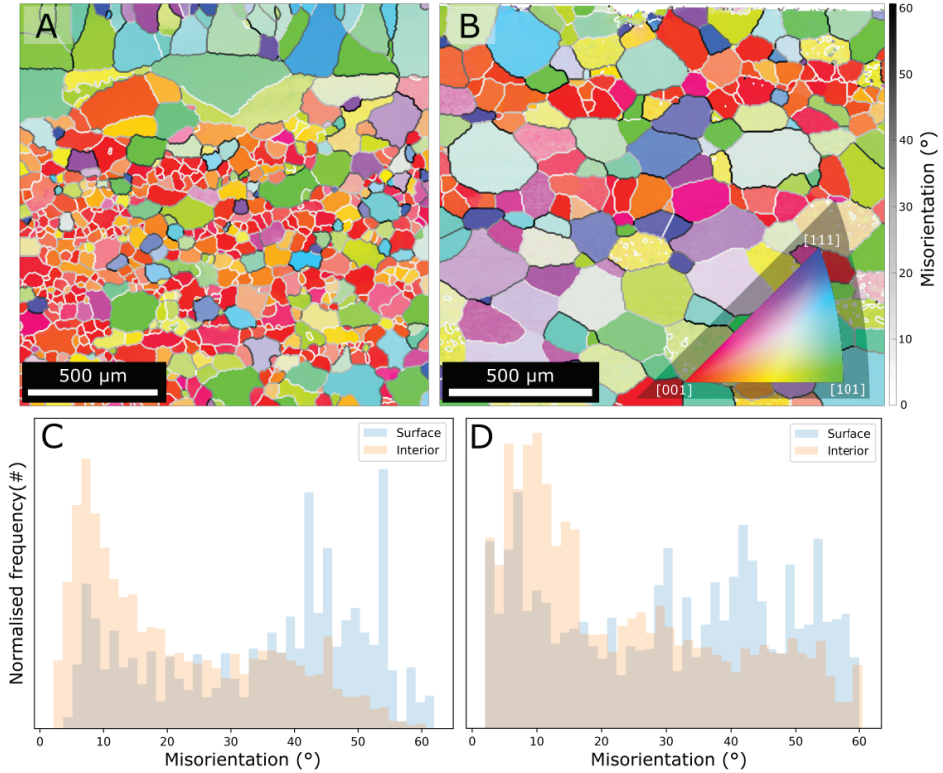 A
B
500 µm
500 µm
[111]
[001]
[101]
60
50
40
30
20
10
0
Misorientation (°)
C
Surface
Interior
D
Surface
Interior
Normalised frequency(#)
0 10 20 30 40 50 60
0 10 20 30 40 50 60
Misorientation (°)
Misorientation (°)